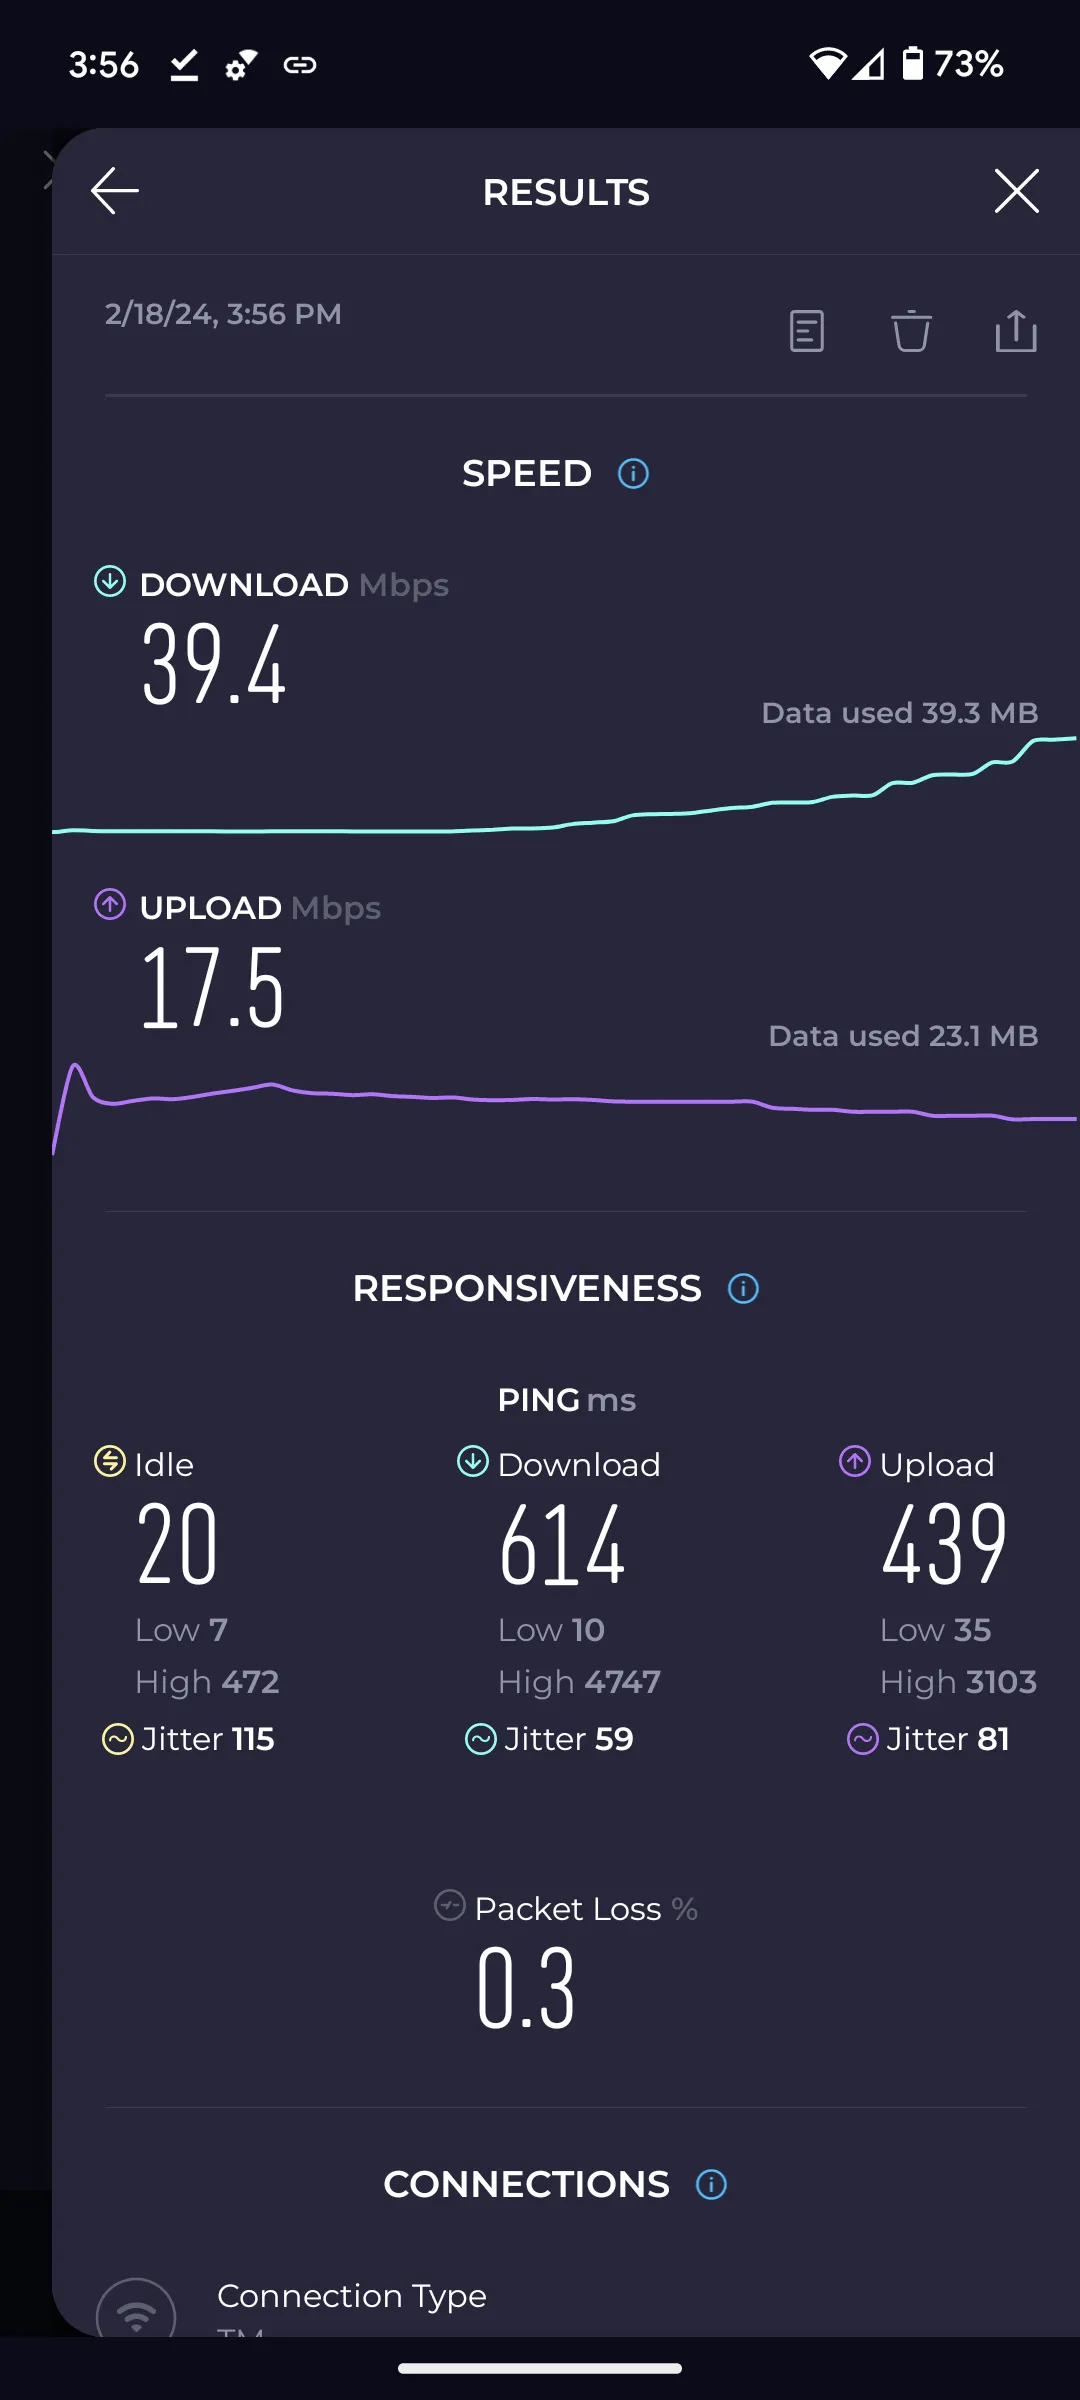 3:56
73%
RESULTS
2/18/24, 3:56 PM
SPEED
DOWNLOAD Mbps
39.4
Data used 39.3 MB
UPLOAD Mbps
17.5
Data used 23.1 MB
RESPONSIVENESS
PING ms
Idle Download Upload
20 614 439
Low 7 Low 10 Low 35
High 472 High 4747 High 3103
Jitter 115 Jitter 59 Jitter 81
Packet Loss %
0.3
CONNECTIONS
Connection Type